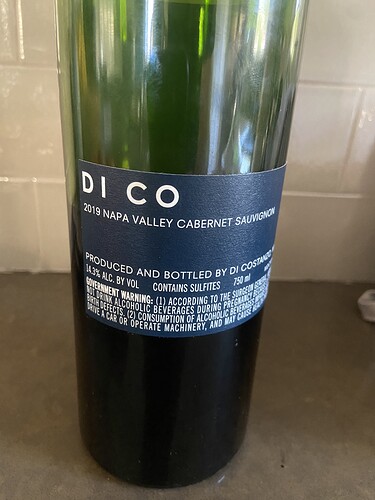 DI CO
2019 NAPA VALLEY CABERNET SAUVIGNON
PRODUCED AND BOTTLED BY DI COSTANZO
14.3% ALC. BY VOL CONTAINS SULFITES 750 ml
GOVERNMENT WARNING: (1) ACCORDING TO THE SURGEON
NOT DRINK ALCOHOLIC BEVERAGES DURING PREGNANCY
BIRTH DEFECTS. (2) CONSUMPTION OF ALCOHOLIC
DRIVE A CAR OR OPERATE MACHINERY, AND MAY CAUSE